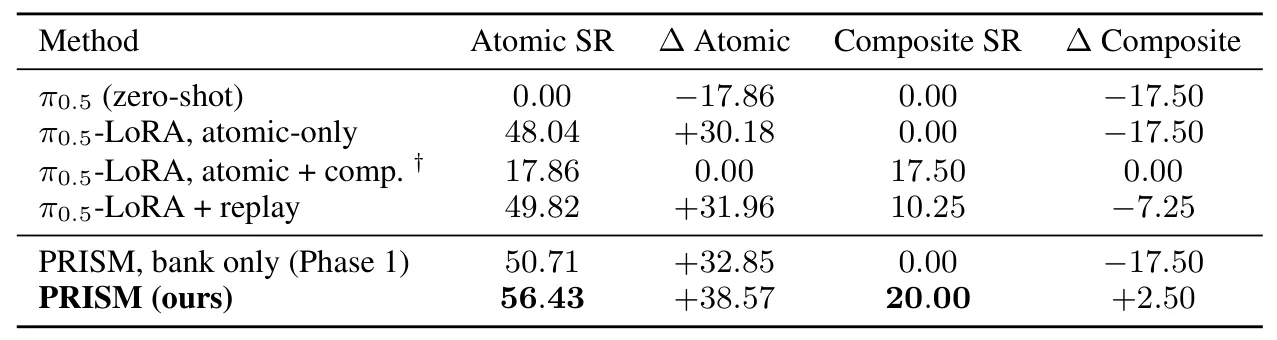 Method Atomic SR Δ Atomic Composite SR Δ Composite
π0.5 (zero-shot) 0.00 −17.86 0.00 −17.50
π0.5-LoRA, atomic-only 48.04 +30.18 0.00 −17.50
π0.5-LoRA, atomic + comp. † 17.86 0.00 17.50 0.00
π0.5-LoRA + replay 49.82 +31.96 10.25 −7.25
PRISM, bank only (Phase 1) 50.71 +32.85 0.00 −17.50
PRISM (ours) 56.43 +38.57 20.00 +2.50